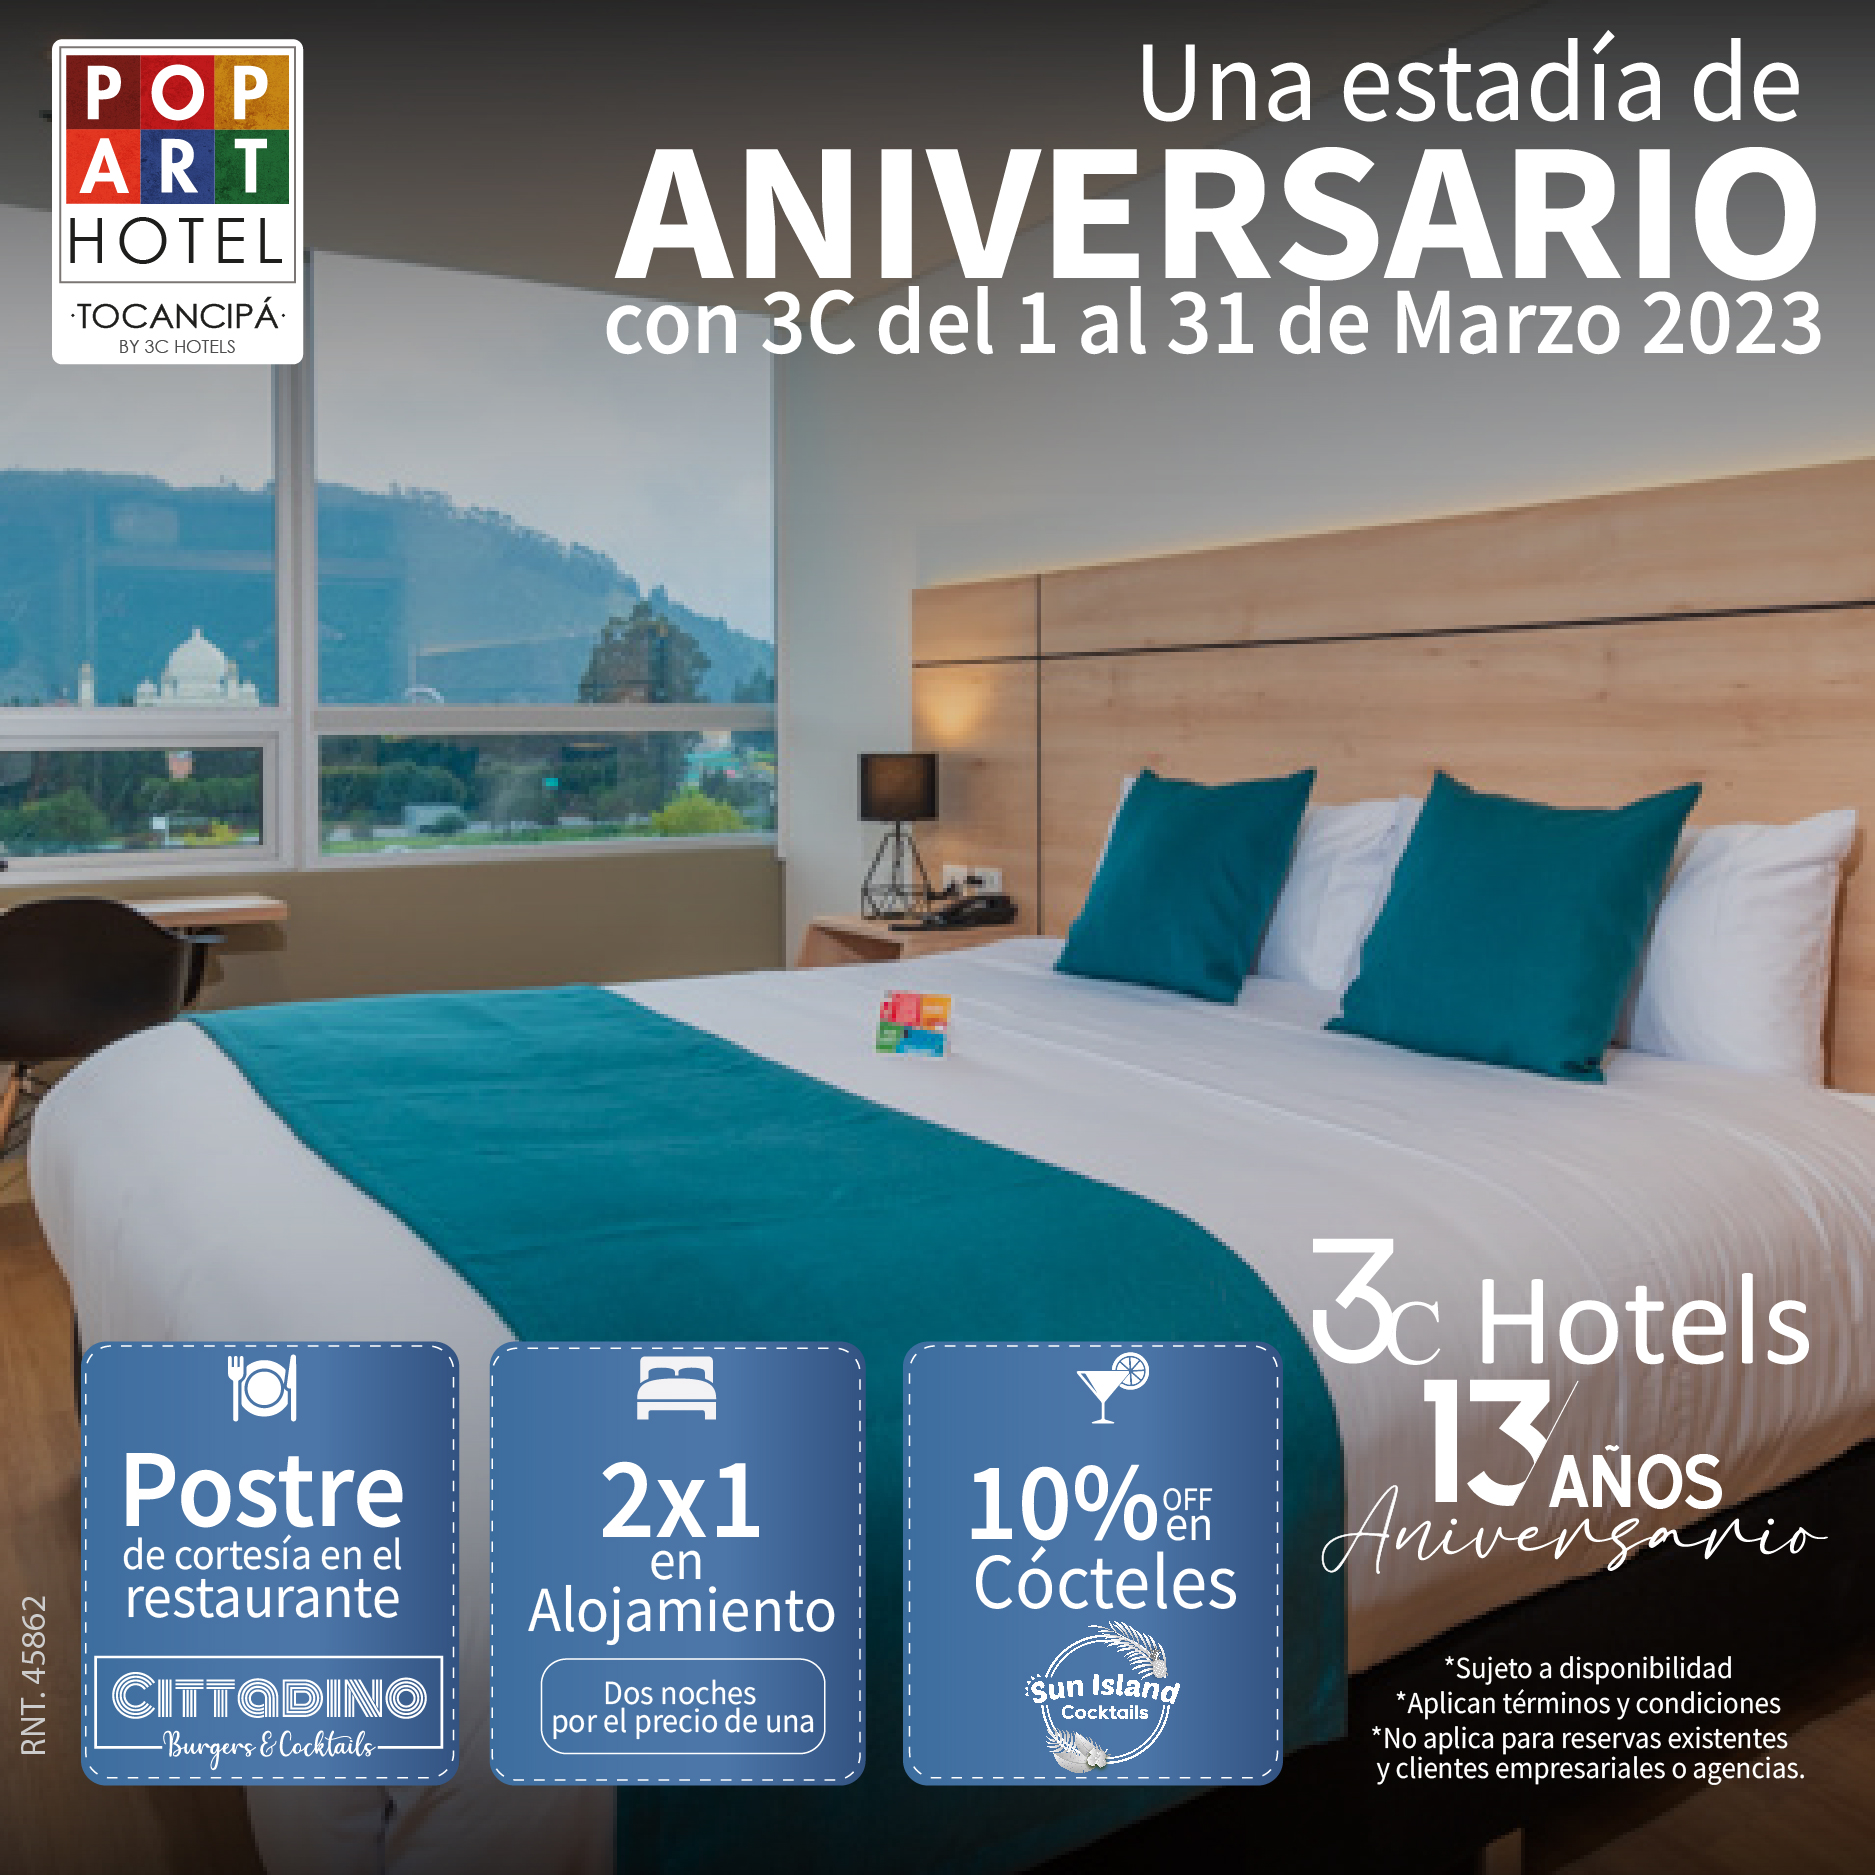 POP
ART
HOTEL
·TOCANCIPÁ·
BY 3C HOTELS
Una estadía de
ANIVERSARIO
con 3C del 1 al 31 de Marzo 2023
3C Hotels
13 AÑOS
Aniversario
Postre
de cortesía en el
restaurante
CITTADINO
Burgers & Cocktails
2x1
en
Alojamiento
Dos noches
por el precio de una
10% OFF
en
Cócteles
Sun Island
Cocktails
*Sujeto a disponibilidad
*Aplican términos y condiciones
*No aplica para reservas existentes
y clientes empresariales o agencias.
RNT. 45862